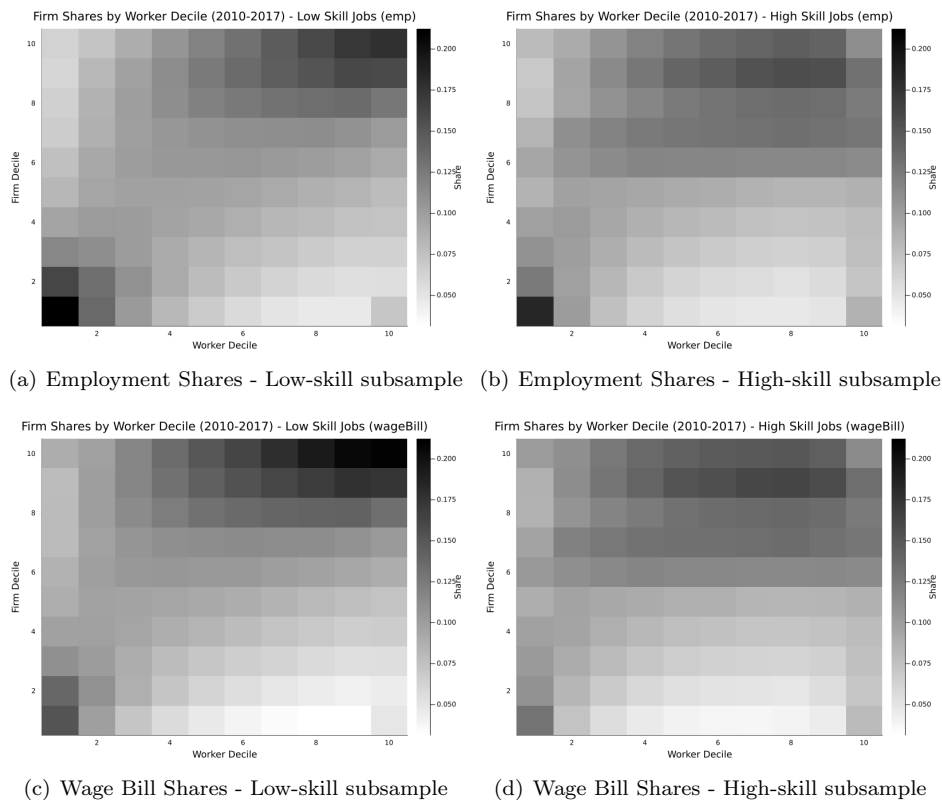 Firm Shares by Worker Decile (2010-2017) - Low Skill Jobs (emp)
10
8
6
4
2
Firm Decile
2 4 6 8 10
Worker Decile
0.200
0.175
0.150
0.125
0.100
0.075
0.050
Share
Firm Shares by Worker Decile (2010-2017) - High Skill Jobs (emp)
10
8
6
4
2
Firm Decile
2 4 6 8 10
Worker Decile
0.200
0.175
0.150
0.125
0.100
0.075
0.050
Share
(a) Employment Shares - Low-skill subsample
(b) Employment Shares - High-skill subsample
Firm Shares by Worker Decile (2010-2017) - Low Skill Jobs (wageBill)
10
8
6
4
2
Firm Decile
2 4 6 8 10
Worker Decile
0.200
0.175
0.150
0.125
0.100
0.075
0.050
Share
Firm Shares by Worker Decile (2010-2017) - High Skill Jobs (wageBill)
10
8
6
4
2
Firm Decile
2 4 6 8 10
Worker Decile
0.200
0.175
0.150
0.125
0.100
0.075
0.050
Share
(c) Wage Bill Shares - Low-skill subsample
(d) Wage Bill Shares - High-skill subsample